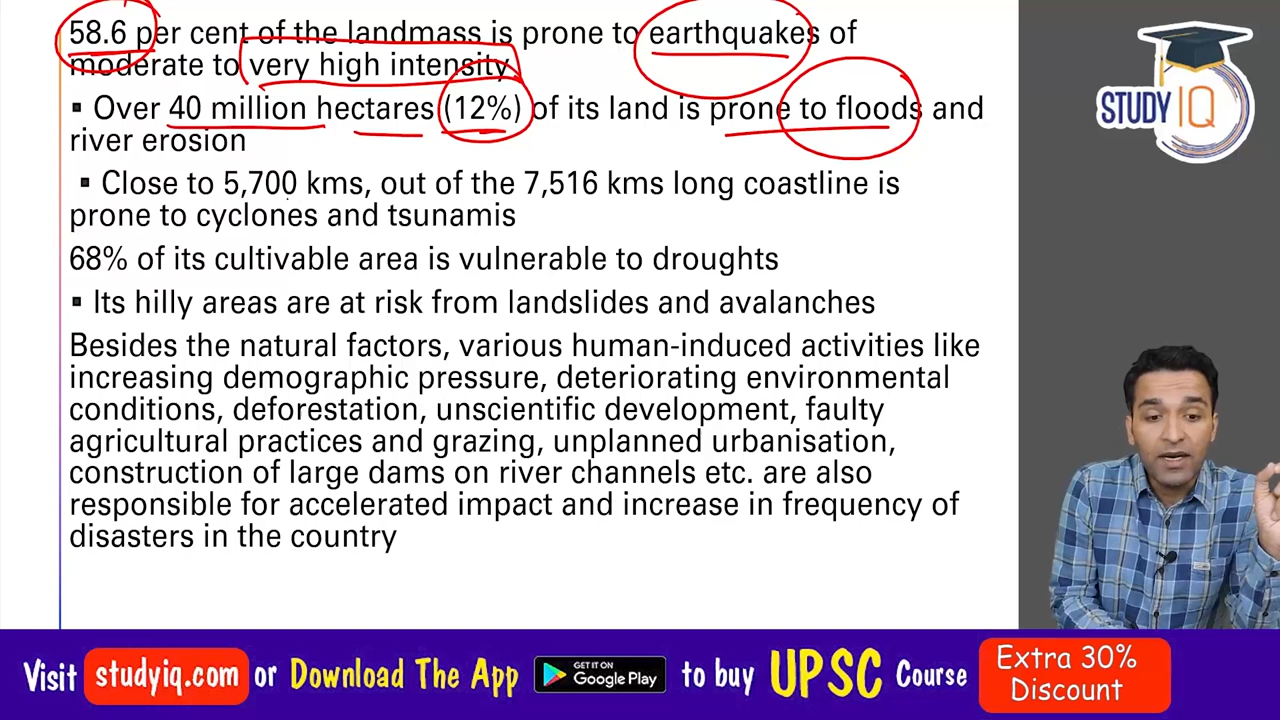 58.6 per cent of the landmass is prone to earthquakes of
moderate to very high intensity
▪ Over 40 million hectares (12%) of its land is prone to floods and
river erosion
▪ Close to 5,700 kms, out of the 7,516 kms long coastline is
prone to cyclones and tsunamis
68% of its cultivable area is vulnerable to droughts
▪ Its hilly areas are at risk from landslides and avalanches
Besides the natural factors, various human-induced activities like
increasing demographic pressure, deteriorating environmental
conditions, deforestation, unscientific development, faulty
agricultural practices and grazing, unplanned urbanisation,
construction of large dams on river channels etc. are also
responsible for accelerated impact and increase in frequency of
disasters in the country
STUDY IQ
Visit studyiq.com or Download The App GET IT ON Google Play to buy UPSC Course
Extra 30%
Discount